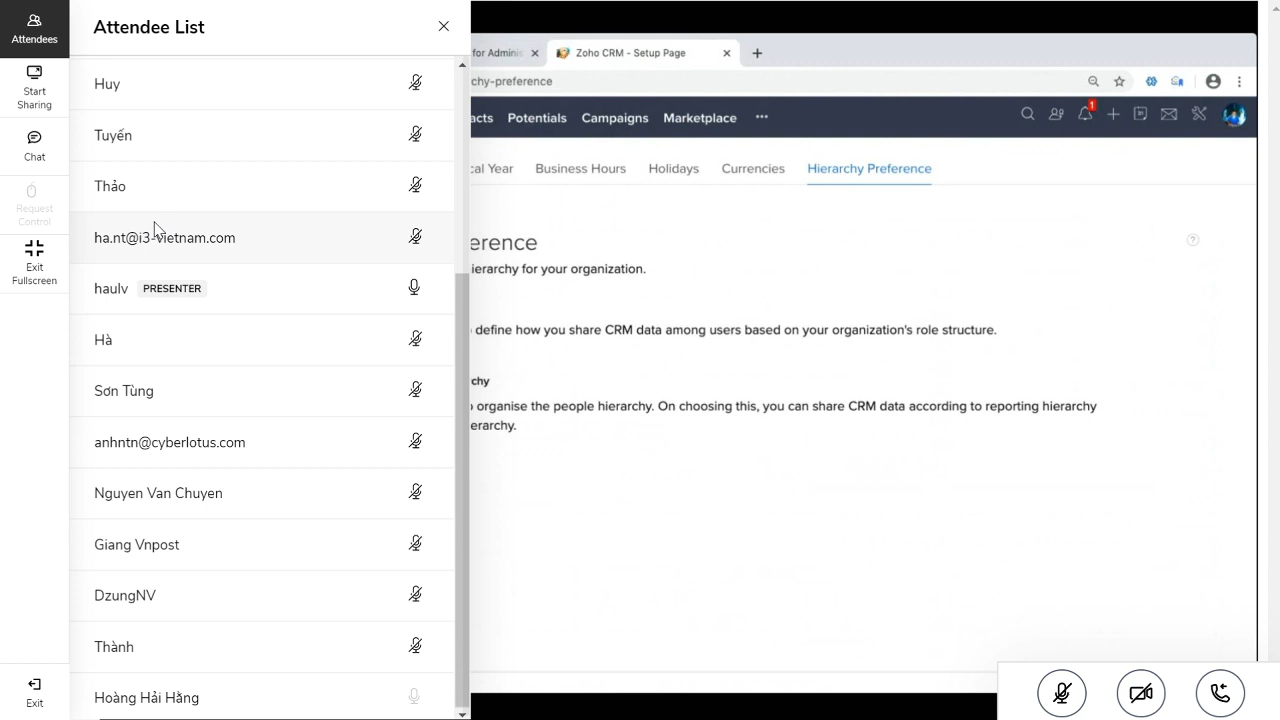 Attendees
Start
Sharing
Chat
Request
Control
Exit
Fullscreen
Exit
Attendee List
Huy
Tuyến
Thảo
ha.nt@i3-vietnam.com
haulv PRESENTER
Hà
Sơn Tùng
anhntn@cyberlotus.com
Nguyen Van Chuyen
Giang Vnpost
DzungNV
Thành
Hoàng Hải Hằng
for Adminis Zoho CRM - Setup Page
chy-preference
acts Potentials Campaigns Marketplace 1
cal Year Business Hours Holidays Currencies Hierarchy Preference
erence
ierarchy for your organization.
define how you share CRM data among users based on your organization's role structure.
chy
organise the people hierarchy. On choosing this, you can share CRM data according to reporting hierarchy
erarchy.